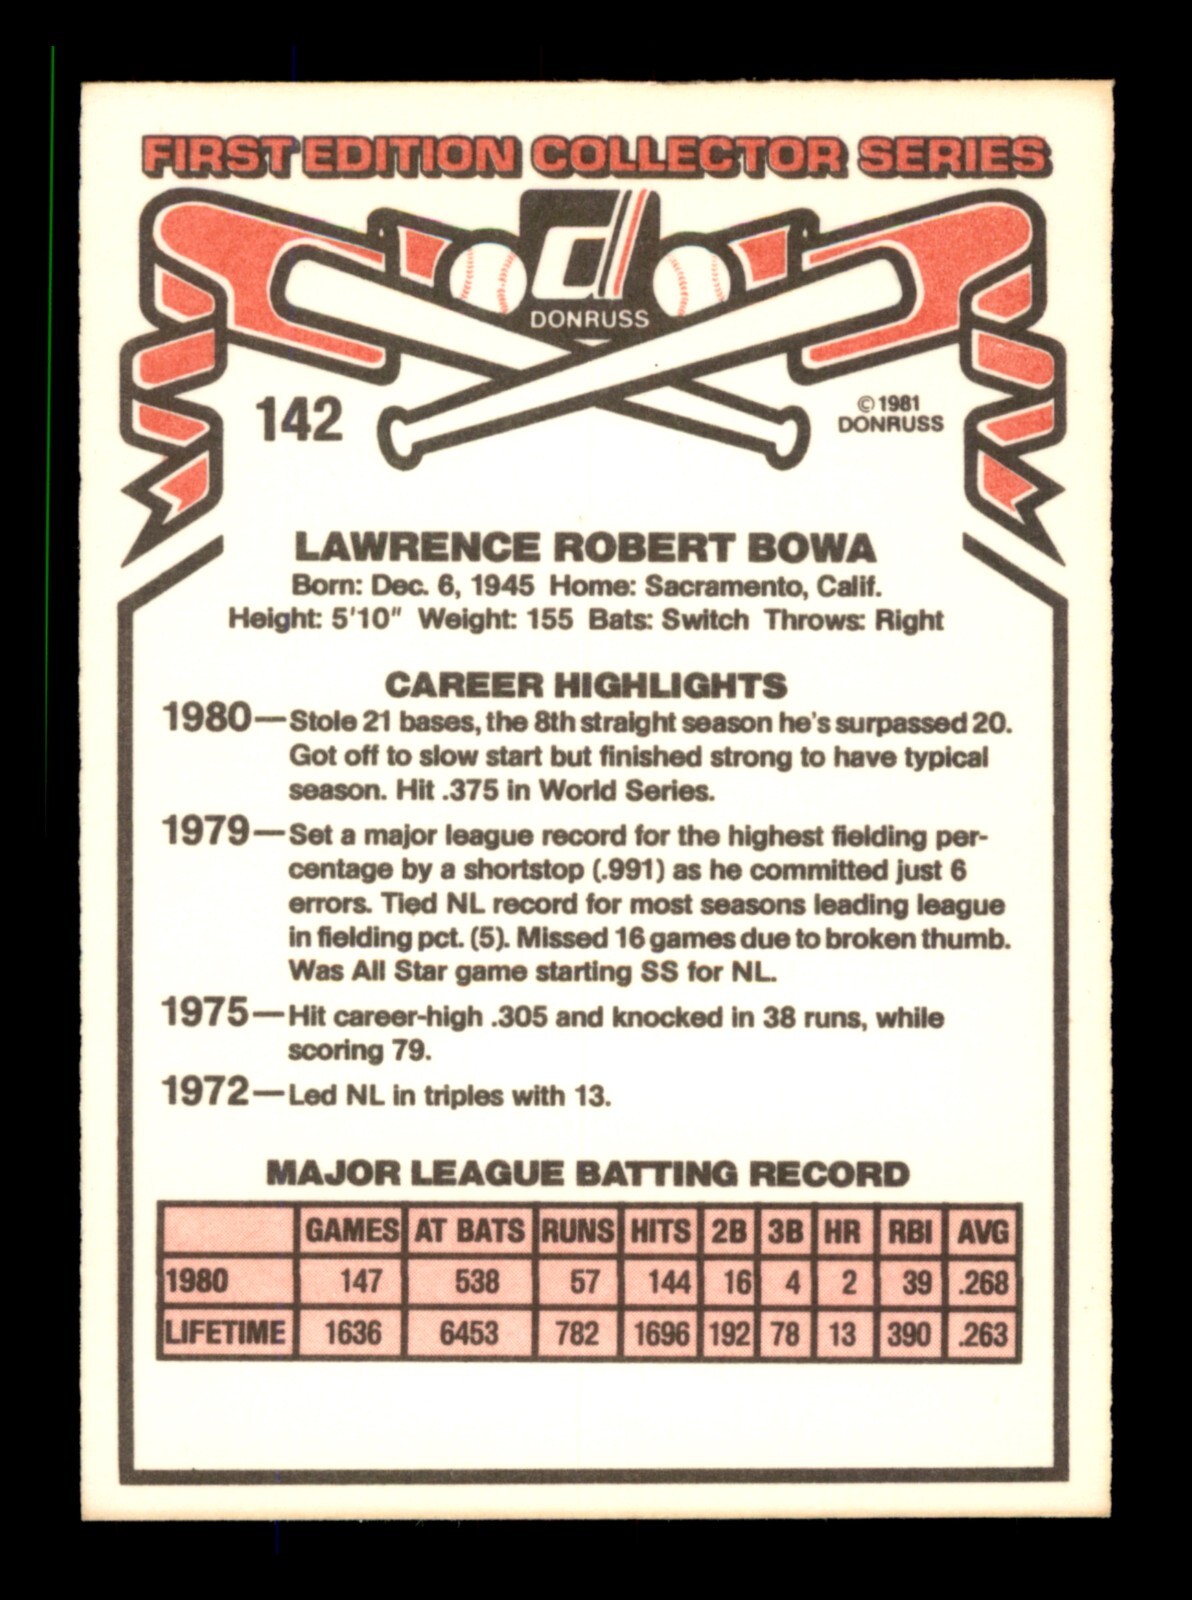 FIRST EDITION COLLECTOR SERIES
d
DONRUSS
142
© 1981
DONRUSS
LAWRENCE ROBERT BOWA
Born: Dec. 6, 1945 Home: Sacramento, Calif.
Height: 5'10" Weight: 155 Bats: Switch Throws: Right
CAREER HIGHLIGHTS
1980—Stole 21 bases, the 8th straight season he's surpassed 20.
Got off to slow start but finished strong to have typical
season. Hit .375 in World Series.
1979—Set a major league record for the highest fielding per-
centage by a shortstop (.991) as he committed just 6
errors. Tied NL record for most seasons leading league
in fielding pct. (5). Missed 16 games due to broken thumb.
Was All Star game starting SS for NL.
1975—Hit career-high .305 and knocked in 38 runs, while
scoring 79.
1972—Led NL in triples with 13.
MAJOR LEAGUE BATTING RECORD
GAMES AT BATS RUNS HITS 2B 3B HR RBI AVG
1980 147 538 57 144 16 4 2 39 .268
LIFETIME 1636 6453 782 1696 192 78 13 390 .263